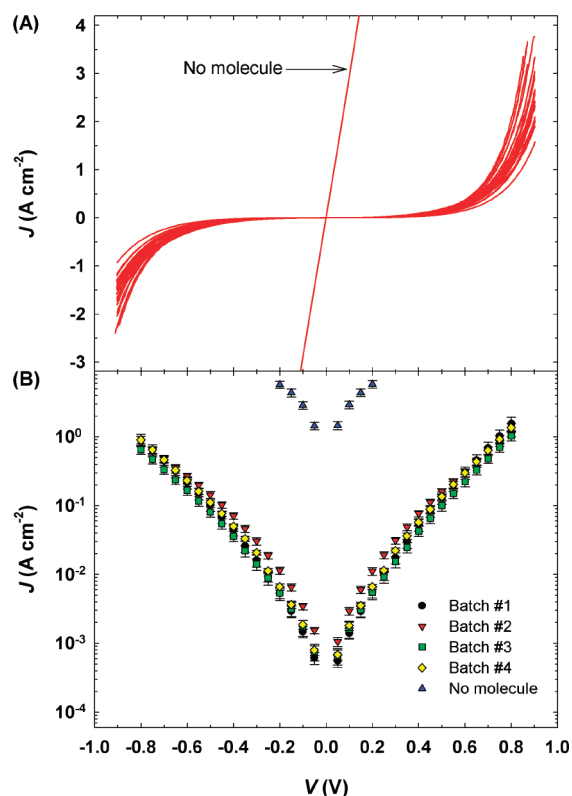 (A)
4
3
2
1
0
-1
-2
-3
J (A cm⁻²)
No molecule
(B)
10⁰
10⁻¹
10⁻²
10⁻³
10⁻⁴
J (A cm⁻²)
Batch #1
Batch #2
Batch #3
Batch #4
No molecule
-1.0 -0.8 -0.6 -0.4 -0.2 0.0 0.2 0.4 0.6 0.8 1.0
V (V)